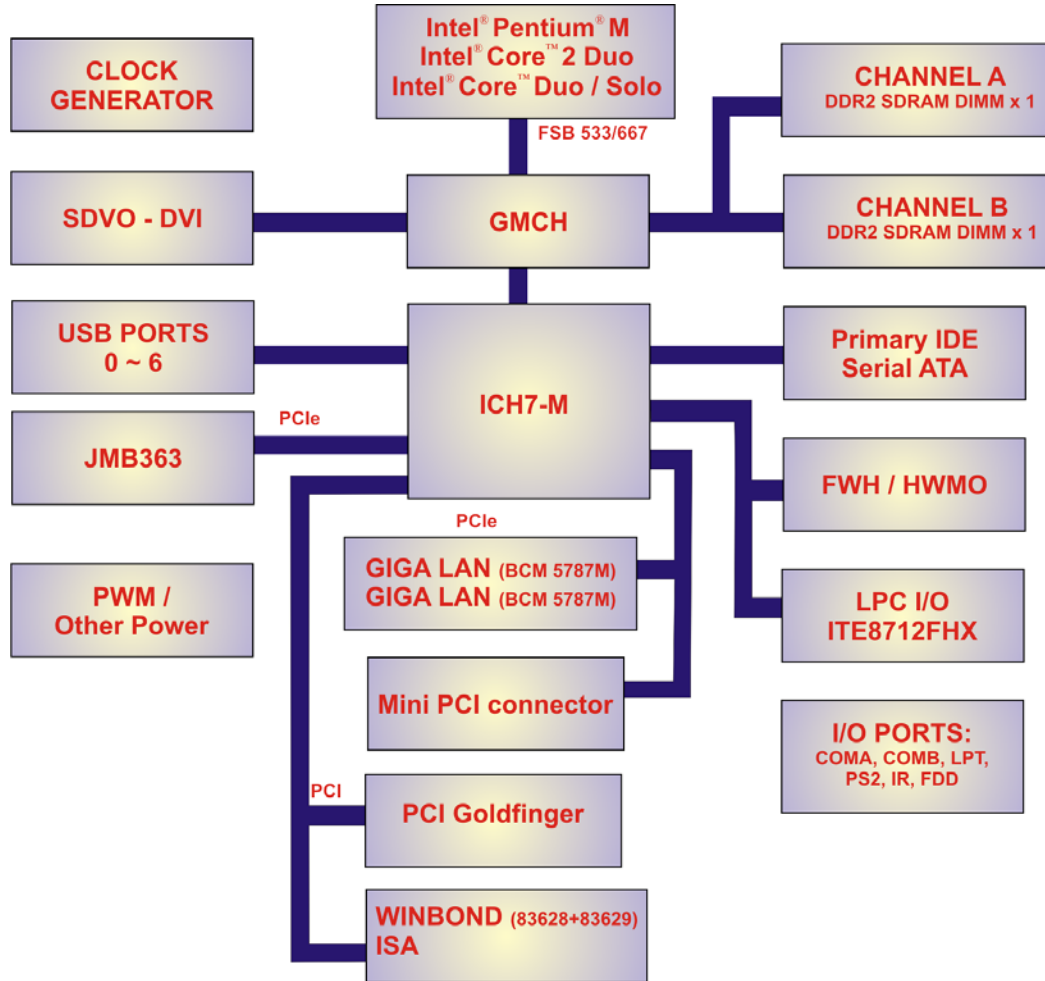 Intel® Pentium® M
Intel® Core™ 2 Duo
Intel® Core™ Duo / Solo
CLOCK
GENERATOR
CHANNEL A
DDR2 SDRAM DIMM x 1
FSB 533/667
SDVO - DVI
GMCH
CHANNEL B
DDR2 SDRAM DIMM x 1
USB PORTS
0 ~ 6
ICH7-M
Primary IDE
Serial ATA
PCIe
JMB363
FWH / HWMO
PCIe
GIGA LAN (BCM 5787M)
GIGA LAN (BCM 5787M)
PWM /
Other Power
LPC I/O
ITE8712FHX
Mini PCI connector
I/O PORTS:
COMA, COMB, LPT,
PS2, IR, FDD
PCI
PCI Goldfinger
WINBOND (83628+83629)
ISA